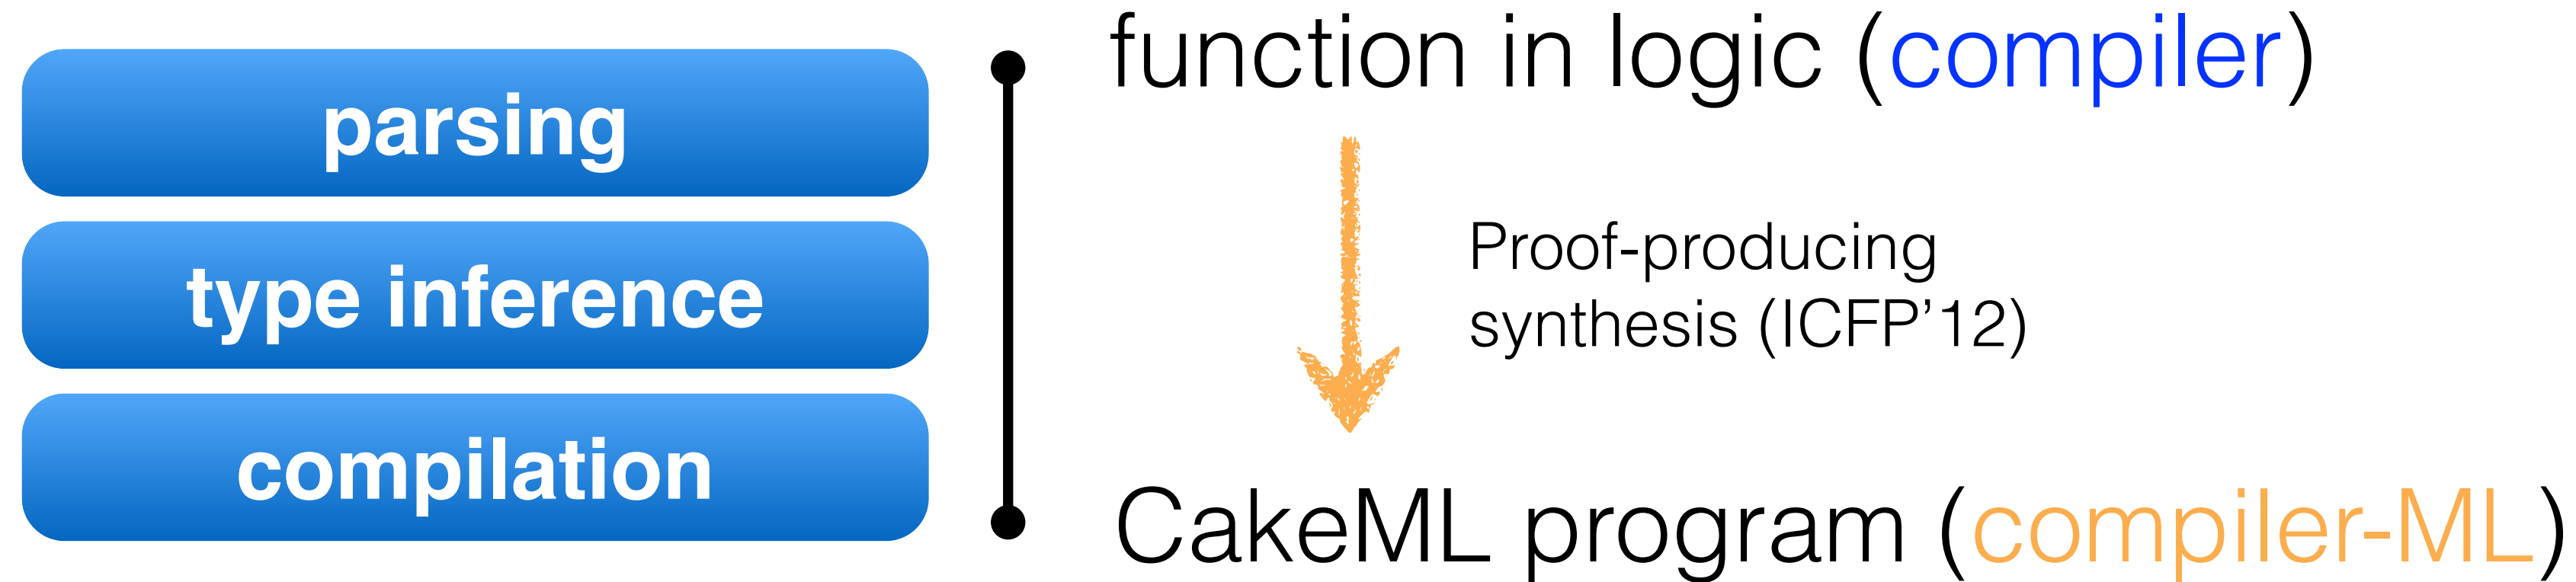 parsing
type inference
compilation
function in logic (compiler)
Proof-producing
synthesis (ICFP’12)
CakeML program (compiler-ML)